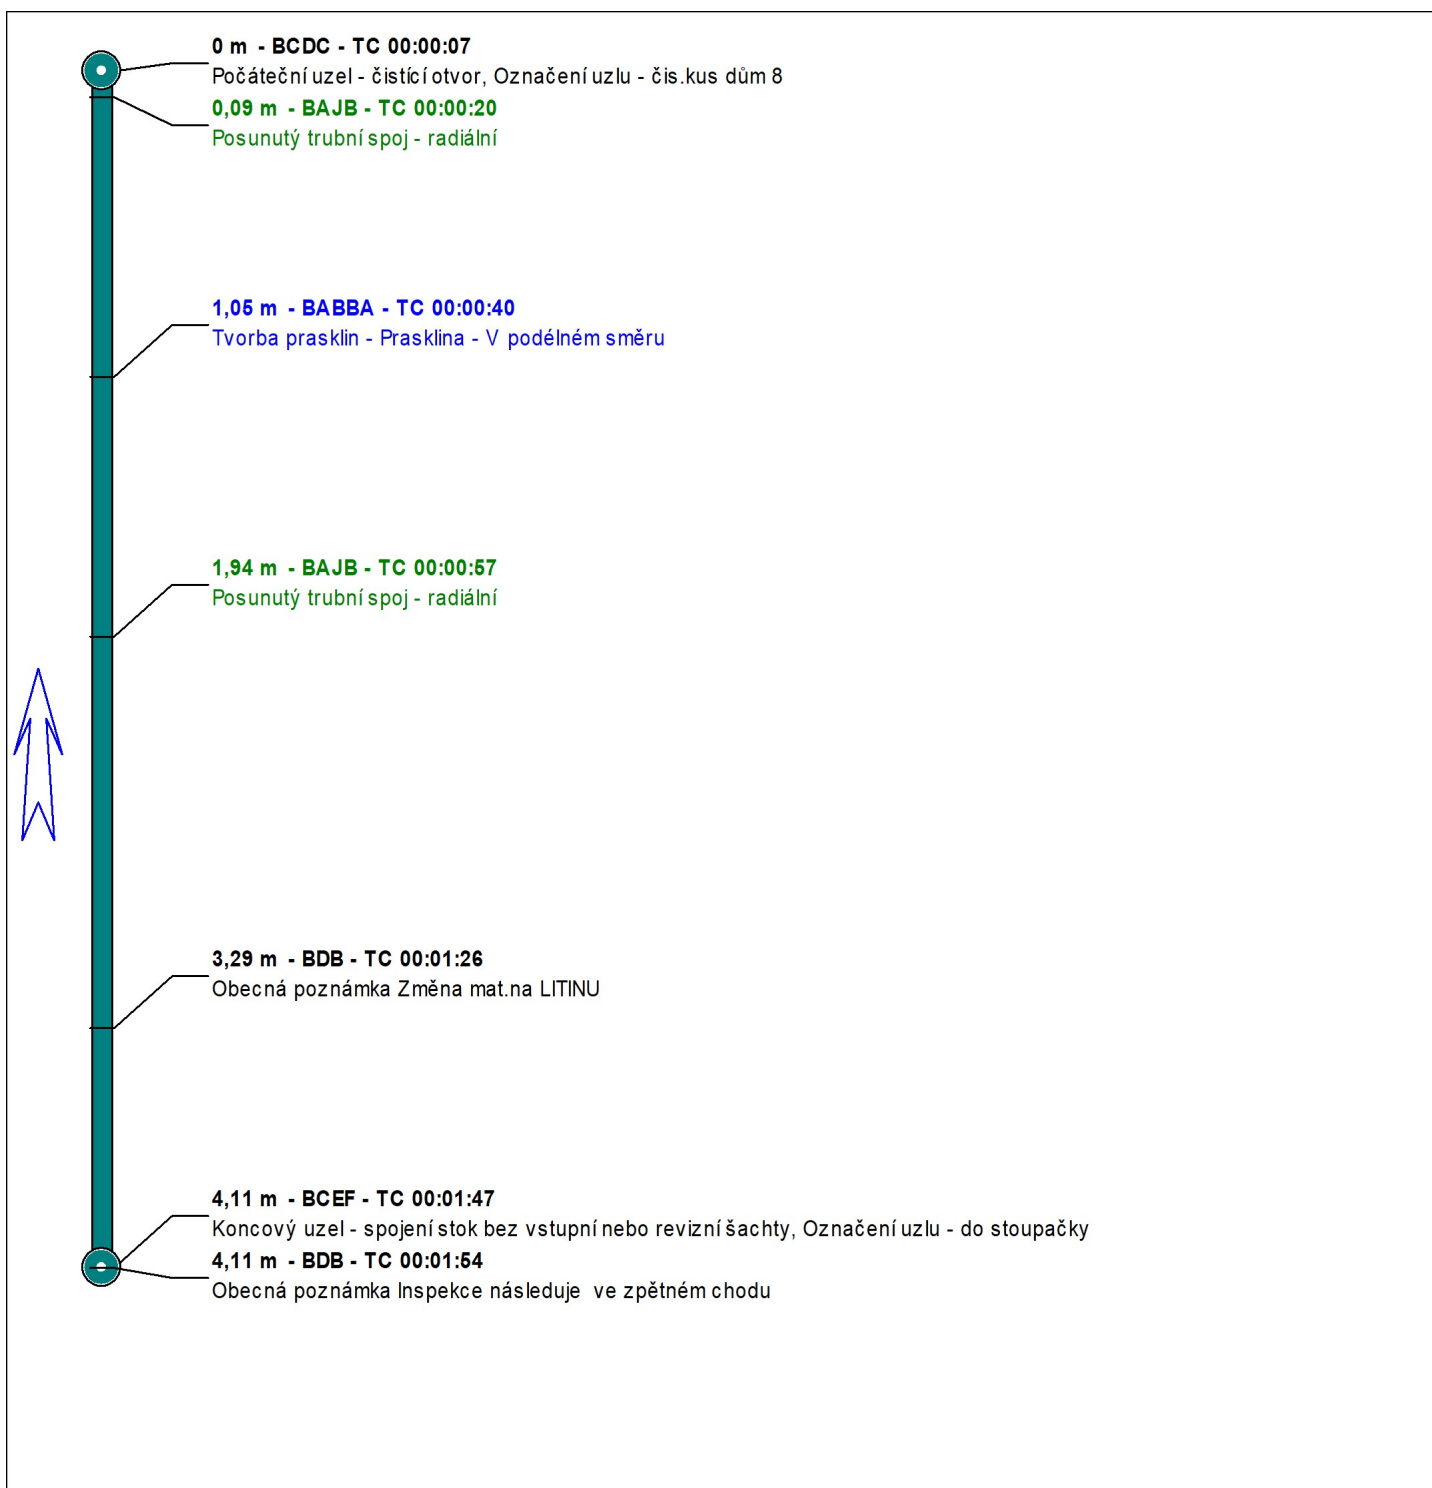 0 m - BCDC - TC 00:00:07
Počáteční uzel - čistící otvor, Označení uzlu - čis.kus dům 8
0,09 m - BAJB - TC 00:00:20
Posunutý trubní spoj - radiální
1,05 m - BABBA - TC 00:00:40
Tvorba prasklin - Prasklina - V podélném směru
1,94 m - BAJB - TC 00:00:57
Posunutý trubní spoj - radiální
3,29 m - BDB - TC 00:01:26
Obecná poznámka Změna mat.na LITINU
4,11 m - BCEF - TC 00:01:47
Koncový uzel - spojení stok bez vstupní nebo revizní šachty, Označení uzlu - do stoupačky
4,11 m - BDB - TC 00:01:54
Obecná poznámka Inspekce následuje ve zpětném chodu